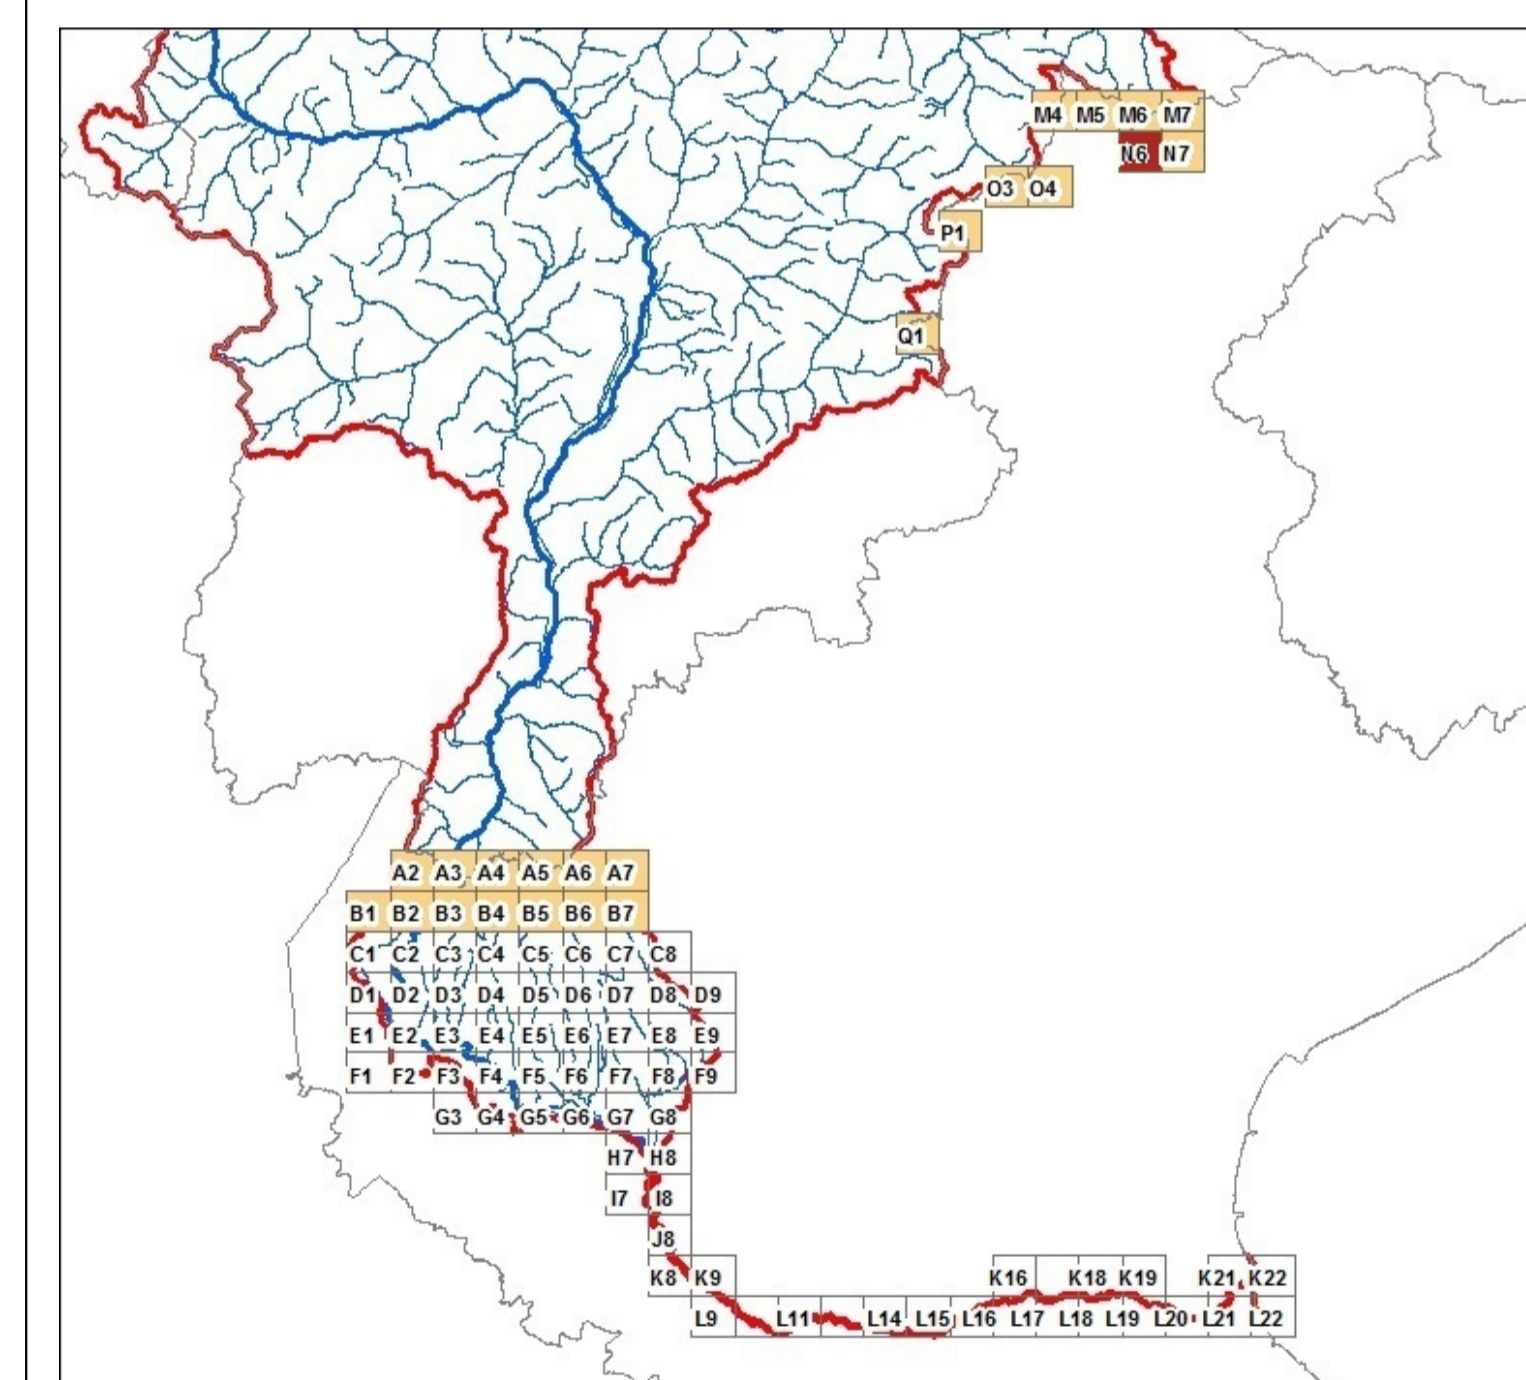 M4 M5 M6 M7
N6 N7
O3 O4
P1
Q1
A2 A3 A4 A5 A6 A7
B1 B2 B3 B4 B5 B6 B7
C1 C2 C3 C4 C5 C6 C7 C8
D1 D2 D3 D4 D5 D6 D7 D8 D9
E1 E2 E3 E4 E5 E6 E7 E8 E9
F1 F2 F3 F4 F5 F6 F7 F8 F9
G3 G4 G5 G6 G7 G8
H7 H8
I7 I8
J8
K8 K9 K16 K18 K19 K21 K22
L9 L11 L14 L15 L16 L17 L18 L19 L20 L21 L22